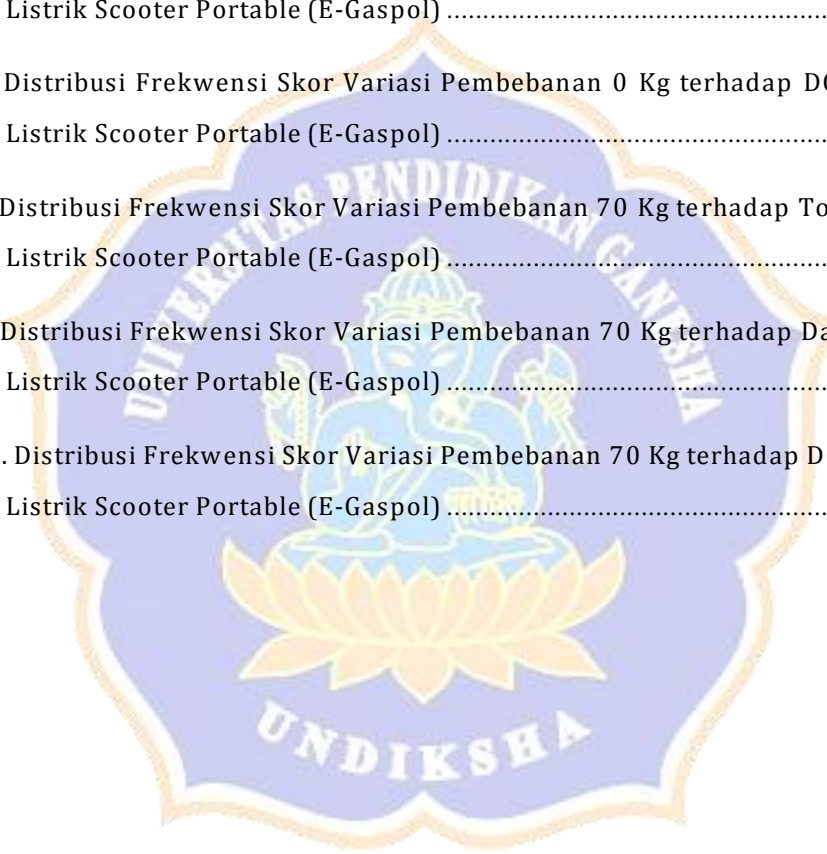 Listrik Scooter Portable (E-Gaspol) ......................................................
Distribusi Frekwensi Skor Variasi Pembebanan 0 Kg terhadap
Listrik Scooter Portable (E-Gaspol) ......................................................
Distribusi Frekwensi Skor Variasi Pembebanan 70 Kg terhadap To
Listrik Scooter Portable (E-Gaspol) ......................................................
Distribusi Frekwensi Skor Variasi Pembebanan 70 Kg terhadap Da
Listrik Scooter Portable (E-Gaspol) ......................................................
. Distribusi Frekwensi Skor Variasi Pembebanan 70 Kg terhadap D
Listrik Scooter Portable (E-Gaspol) ......................................................
UNIVERSITAS PENDIDIKAN GANESHA
UNDIKSHA